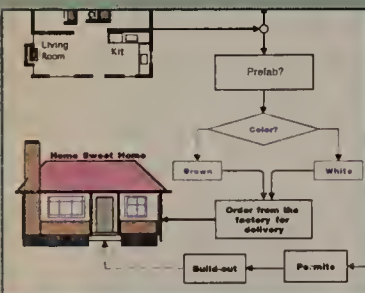 Living
Room
Kit
Prefab?
Color?
Home Sweet Home
Brown
White
Order from the
factory for
delivery
Build-out
Permits